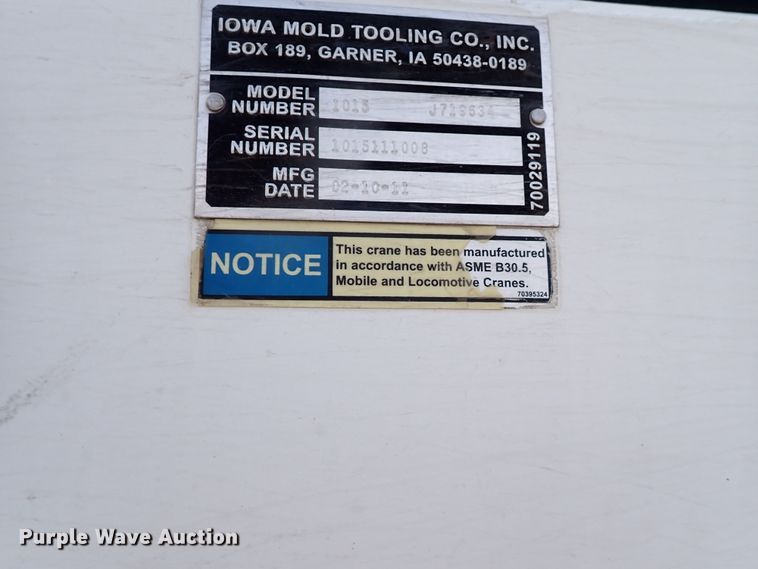 IOWA MOLD TOOLING CO., INC.
BOX 189, GARNER, IA 50438-0189
MODEL NUMBER 1015 J719534
SERIAL NUMBER 1015111008
MFG DATE 02-10-11
70029119
NOTICE
This crane has been manufactured
in accordance with ASME B30.5,
Mobile and Locomotive Cranes.
70395324
Purple Wave Auction